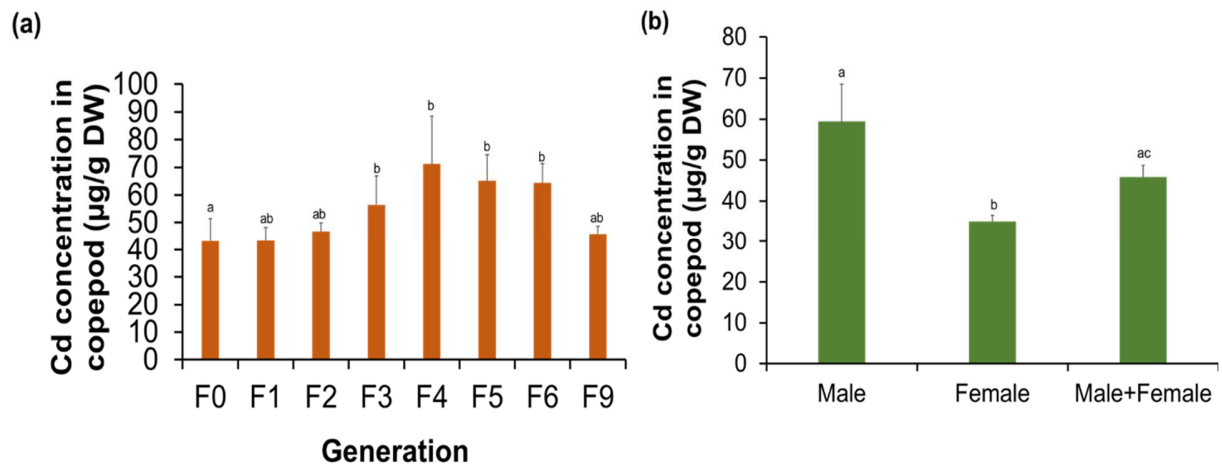 (a)
Cd concentration in
copepod (µg/g DW)
100
90
80
70
60
50
40
30
20
10
0
a
ab
ab
b
b
b
b
ab
F0 F1 F2 F3 F4 F5 F6 F9
Generation
(b)
Cd concentration in
copepod (µg/g DW)
80
70
60
50
40
30
20
10
0
a
b
ac
Male Female Male+Female